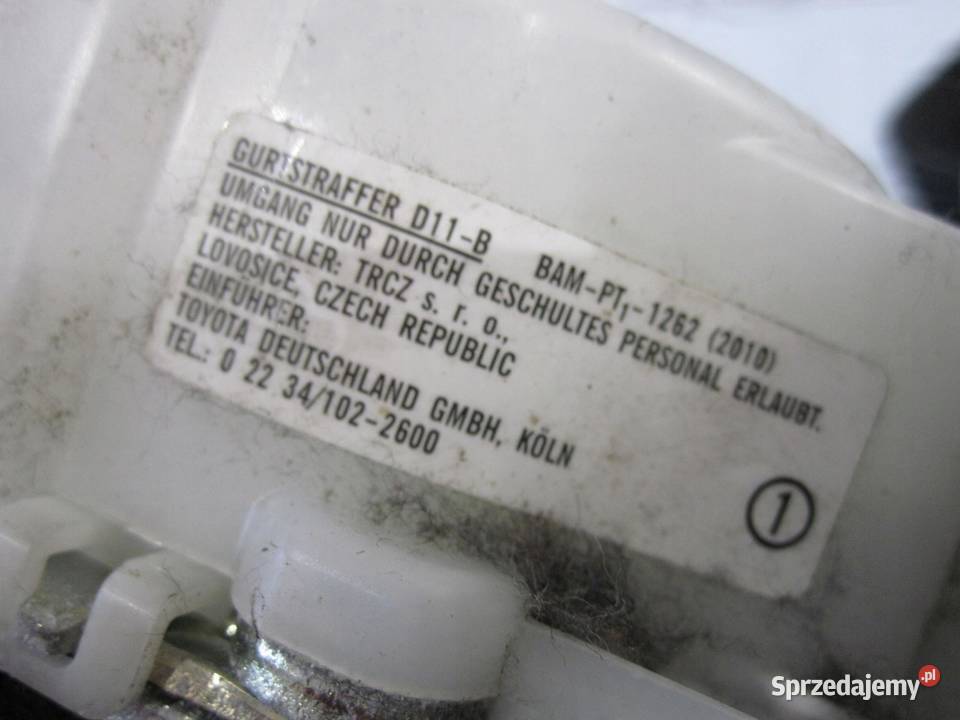 GURTSTRAFFER D11-B BAM-PT₁-1262 (2010)
UMGANG NUR DURCH GESCHULTES PERSONAL ERLAUBT.
HERSTELLER: TRCZ s. r. o.,
LOVOSICE, CZECH REPUBLIC
EINFÜHRER:
TOYOTA DEUTSCHLAND GMBH, KÖLN
TEL.: 0 22 34/102-2600
1
Sprzedajemy.pl